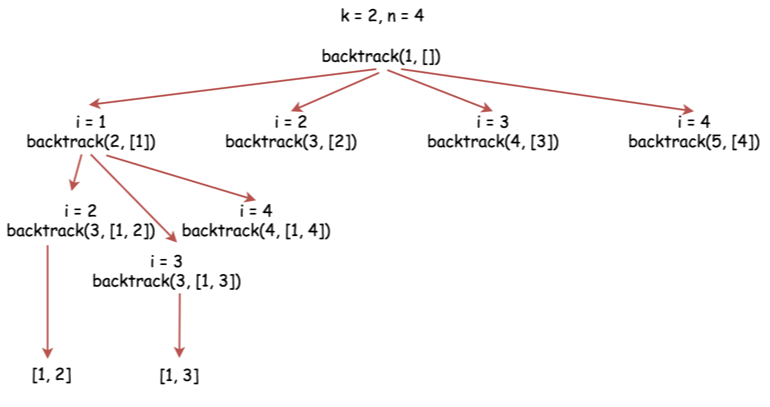 k = 2, n = 4
backtrack(1, [])
i = 1
backtrack(2, [1])
i = 2
backtrack(3, [2])
i = 3
backtrack(4, [3])
i = 4
backtrack(5, [4])
i = 2
backtrack(3, [1, 2])
i = 4
backtrack(4, [1, 4])
i = 3
backtrack(3, [1, 3])
[1, 2]
[1, 3]